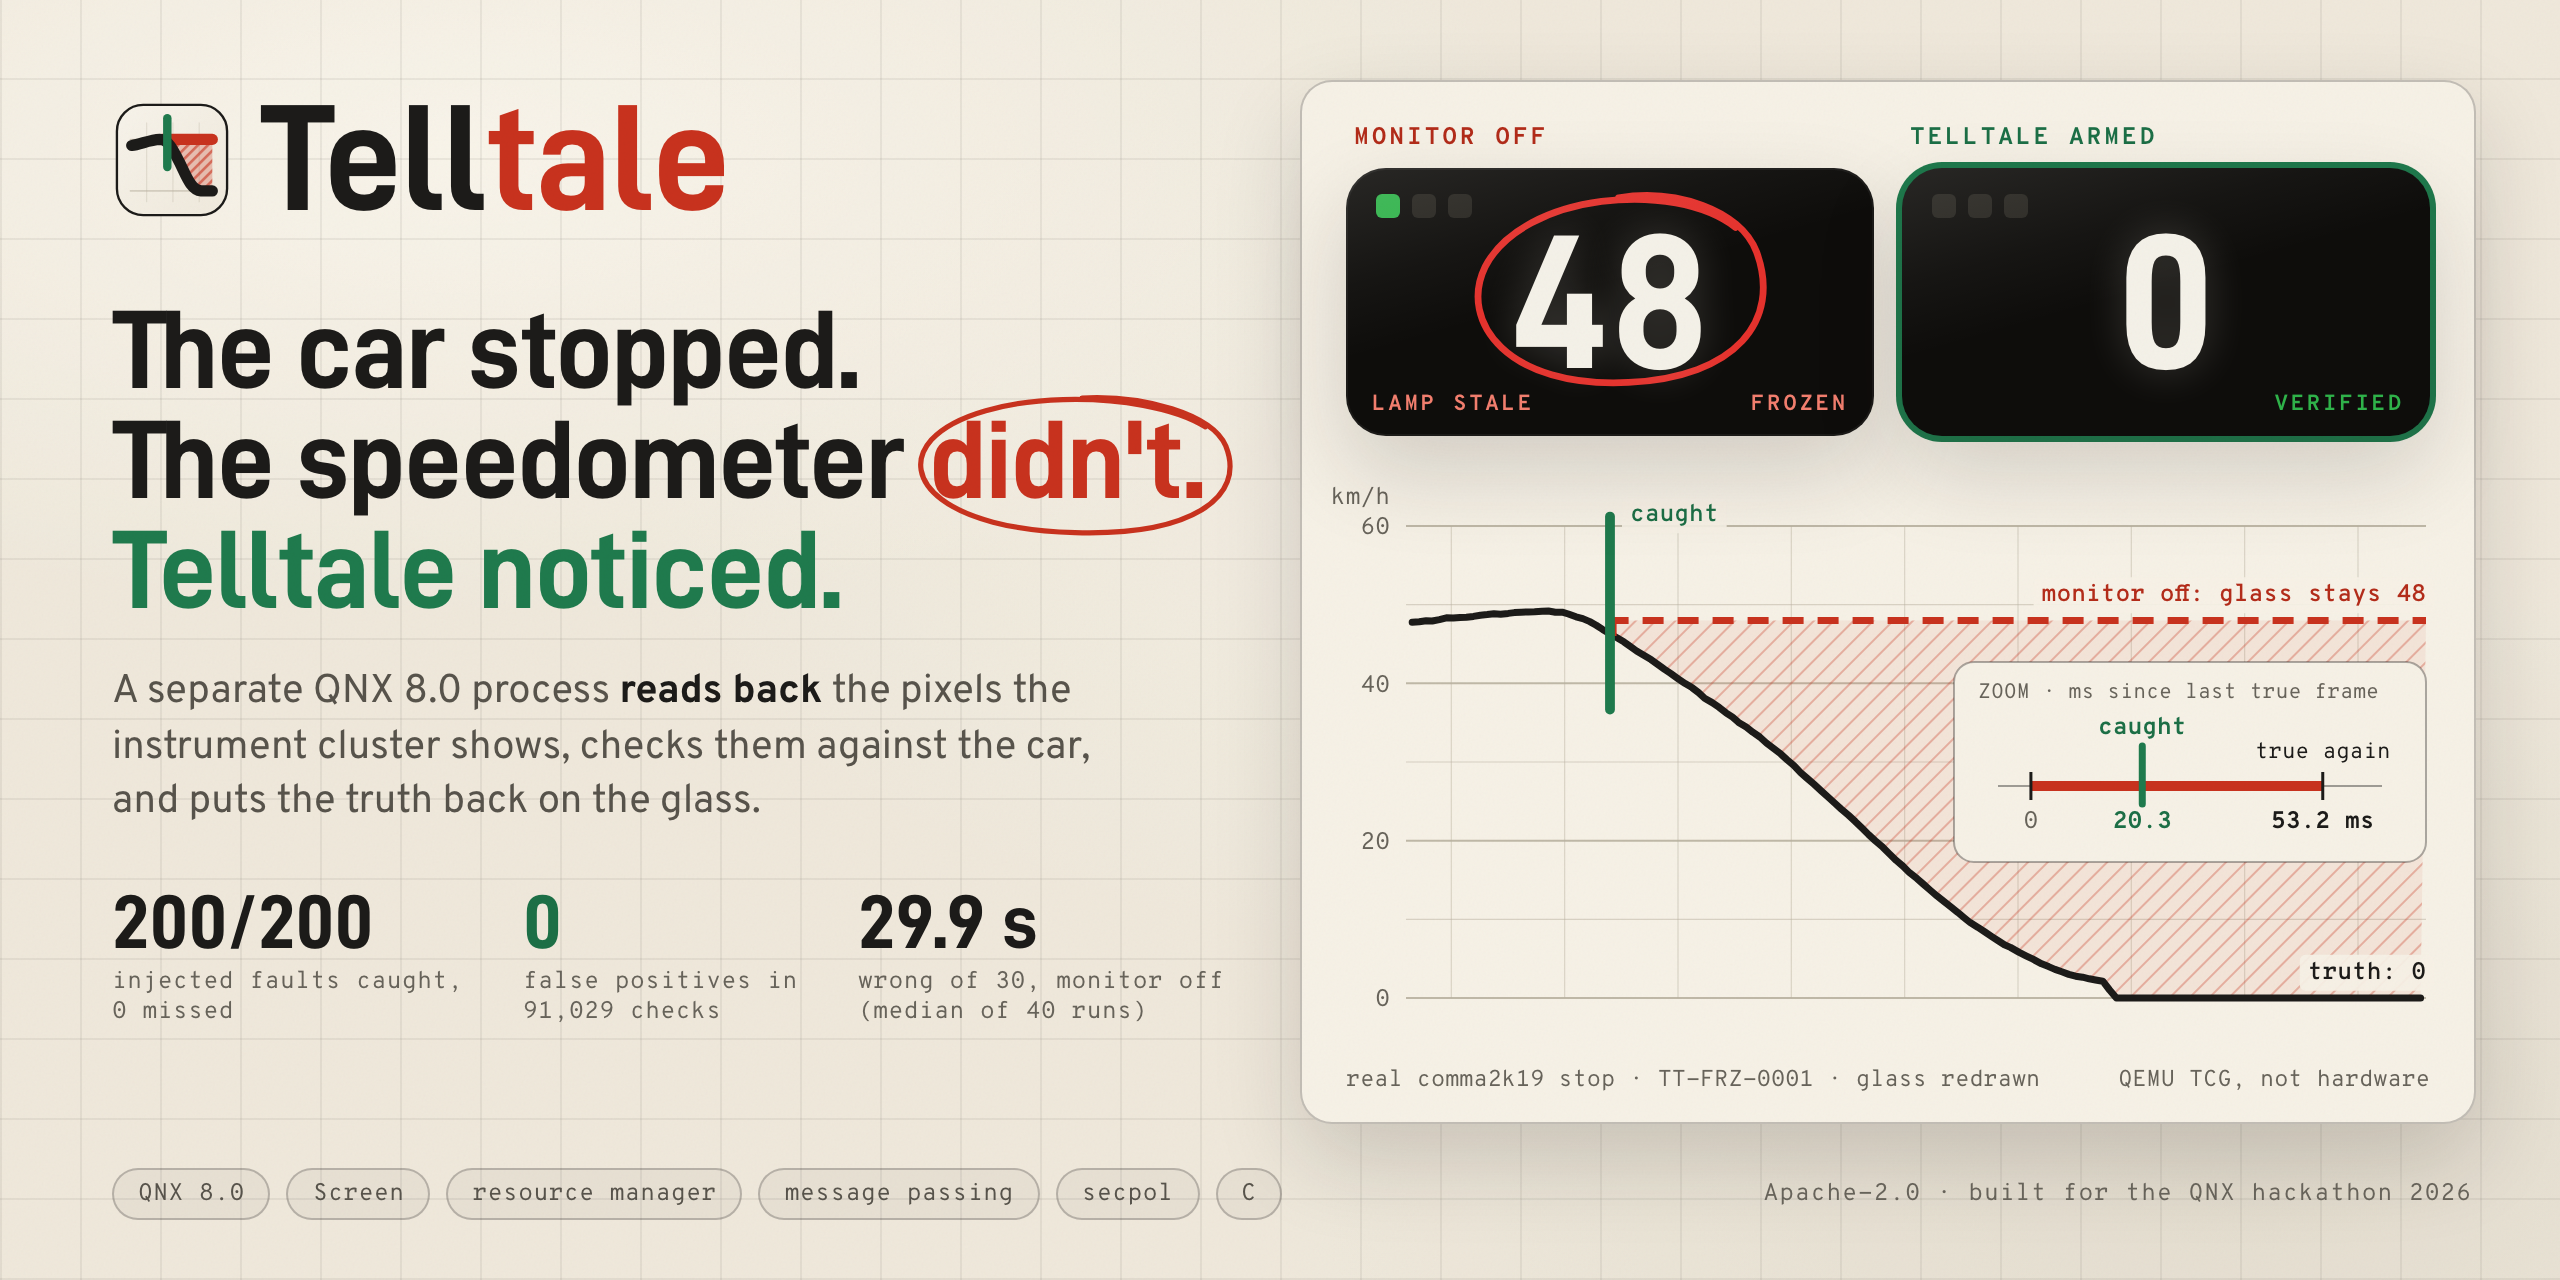 Telltale
The car stopped.
The speedometer didn't.
Telltale noticed.
A separate QNX 8.0 process reads back the pixels the
instrument cluster shows, checks them against the car,
and puts the truth back on the glass.
200/200
injected faults caught,
0 missed
0
false positives in
91,029 checks
29.9 s
wrong of 30, monitor off
(median of 40 runs)
QNX 8.0
Screen
resource manager
message passing
secpol
C
MONITOR OFF
48
LAMP STALE
FROZEN
TELLTALE ARMED
0
VERIFIED
km/h
60
40
20
0
caught
monitor off: glass stays 48
ZOOM · ms since last true frame
caught
true again
0
20.3
53.2 ms
truth: 0
real comma2k19 stop · TT-FRZ-0001 · glass redrawn
QEMU TCG, not hardware
Apache-2.0 · built for the QNX hackathon 2026